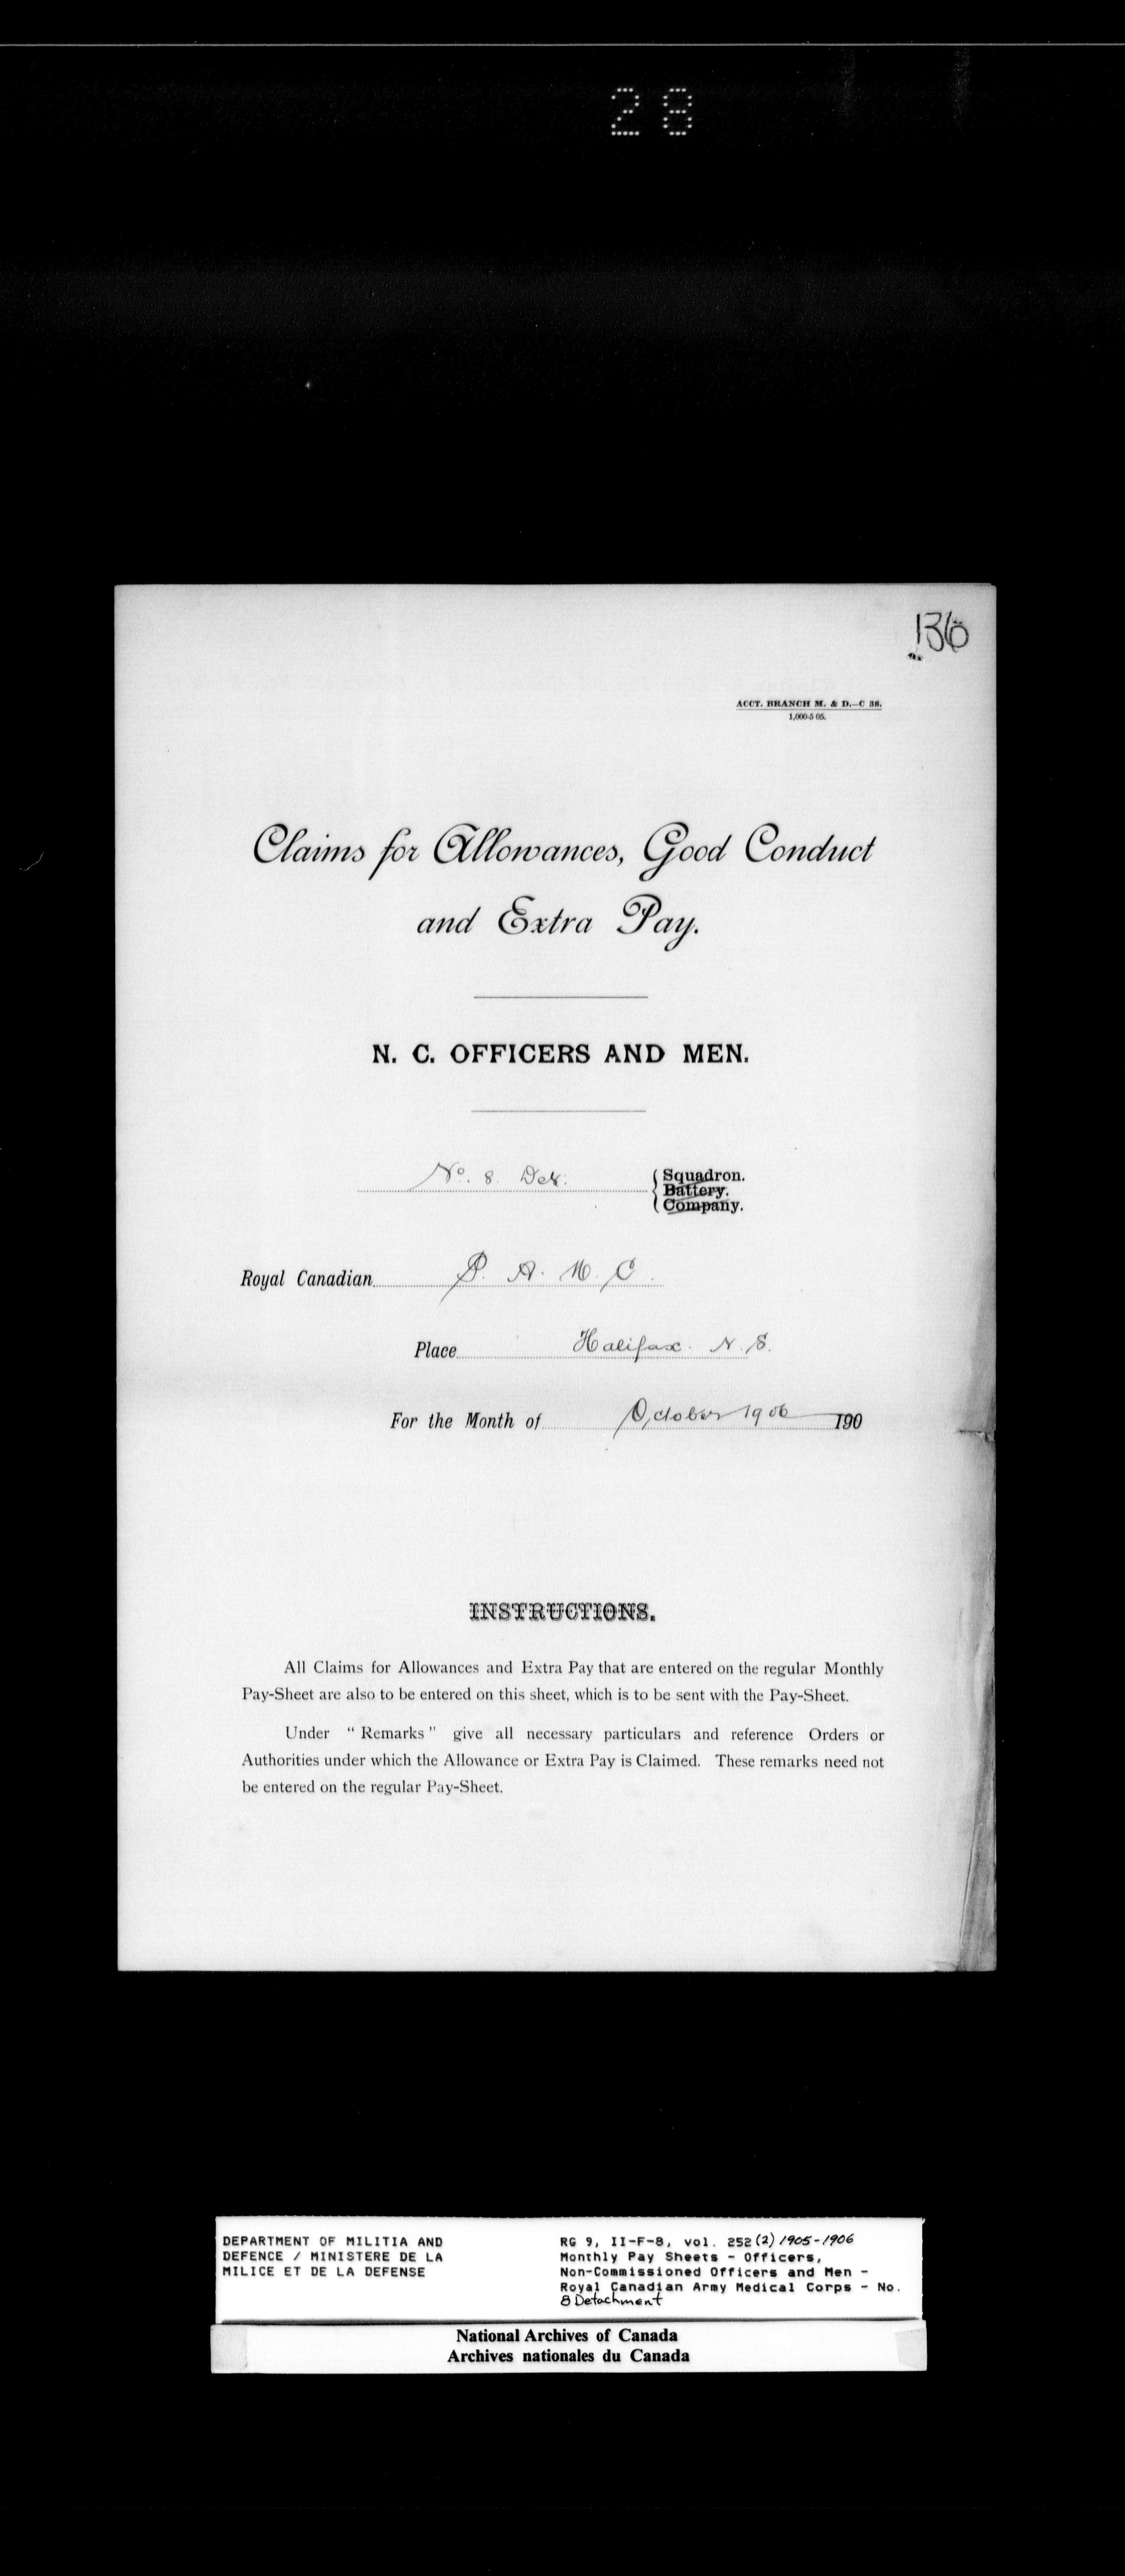 28
136
ACCT. BRANCH M. & D.—C 38.
1,000-5 05.
Claims for Allowances, Good Conduct
and Extra Pay.
N. C. OFFICERS AND MEN.
No. 8. Det. { Squadron.
Battery.
Company.
Royal Canadian P. A. M. C.
Place Halifax. N. S.
For the Month of October 1906 190
INSTRUCTIONS.
All Claims for Allowances and Extra Pay that are entered on the regular Monthly
Pay-Sheet are also to be entered on this sheet, which is to be sent with the Pay-Sheet.
Under "Remarks" give all necessary particulars and reference Orders or
Authorities under which the Allowance or Extra Pay is Claimed. These remarks need not
be entered on the regular Pay-Sheet.
DEPARTMENT OF MILITIA AND
DEFENCE / MINISTERE DE LA
MILICE ET DE LA DEFENSE
RG 9, II-F-8, vol. 252 (2) 1905-1906
Monthly Pay Sheets - Officers,
Non-Commissioned Officers and Men -
Royal Canadian Army Medical Corps - No.
8 Detachment
National Archives of Canada
Archives nationales du Canada